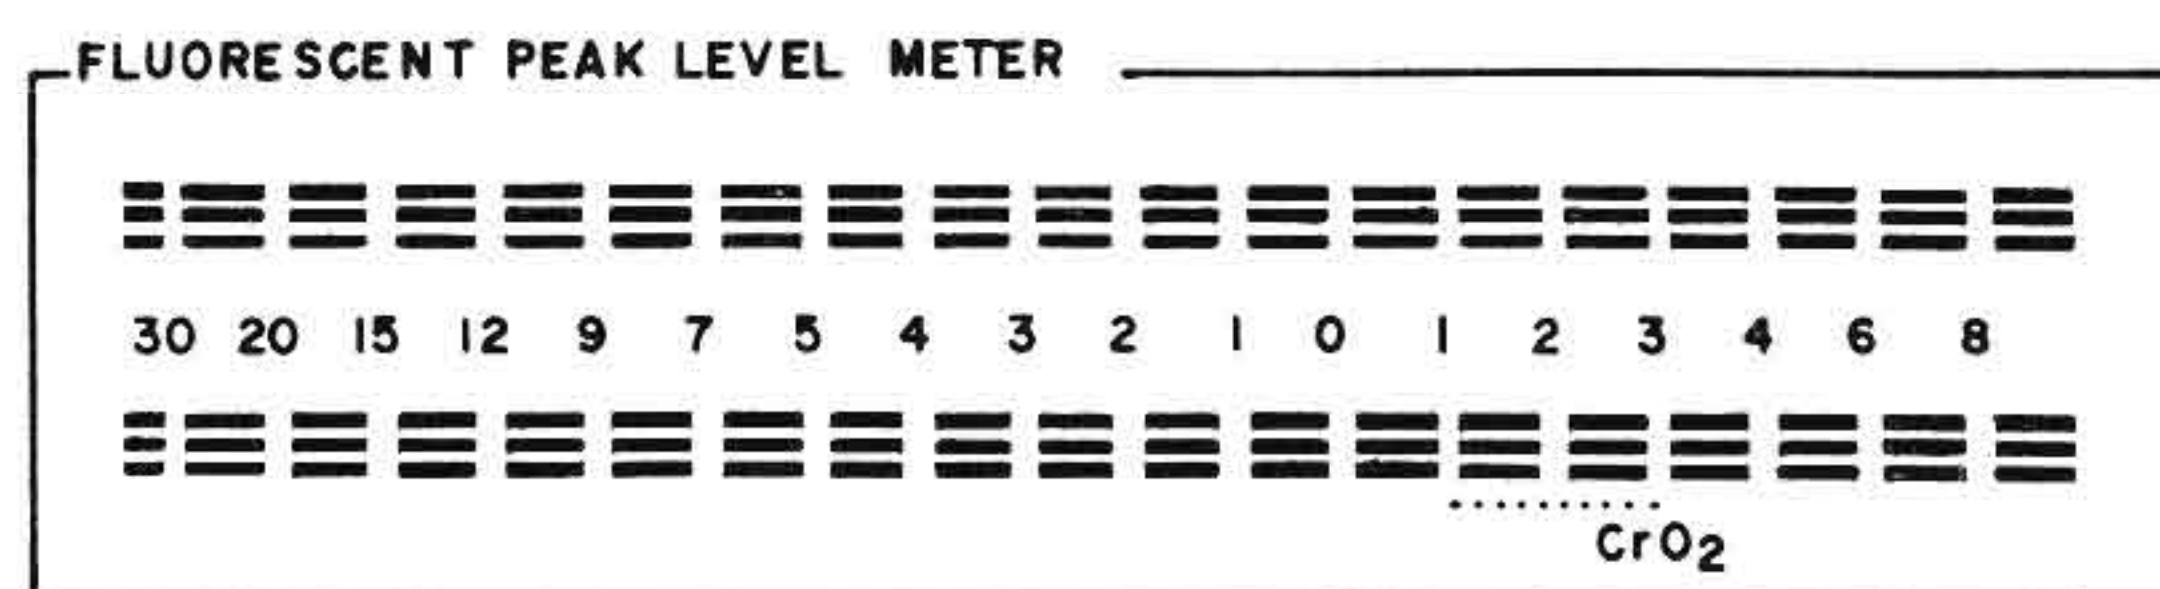 FLUORESCENT PEAK LEVEL METER
30 20 15 12 9 7 5 4 3 2 1 0 1 2 3 4 6 8
CrO2